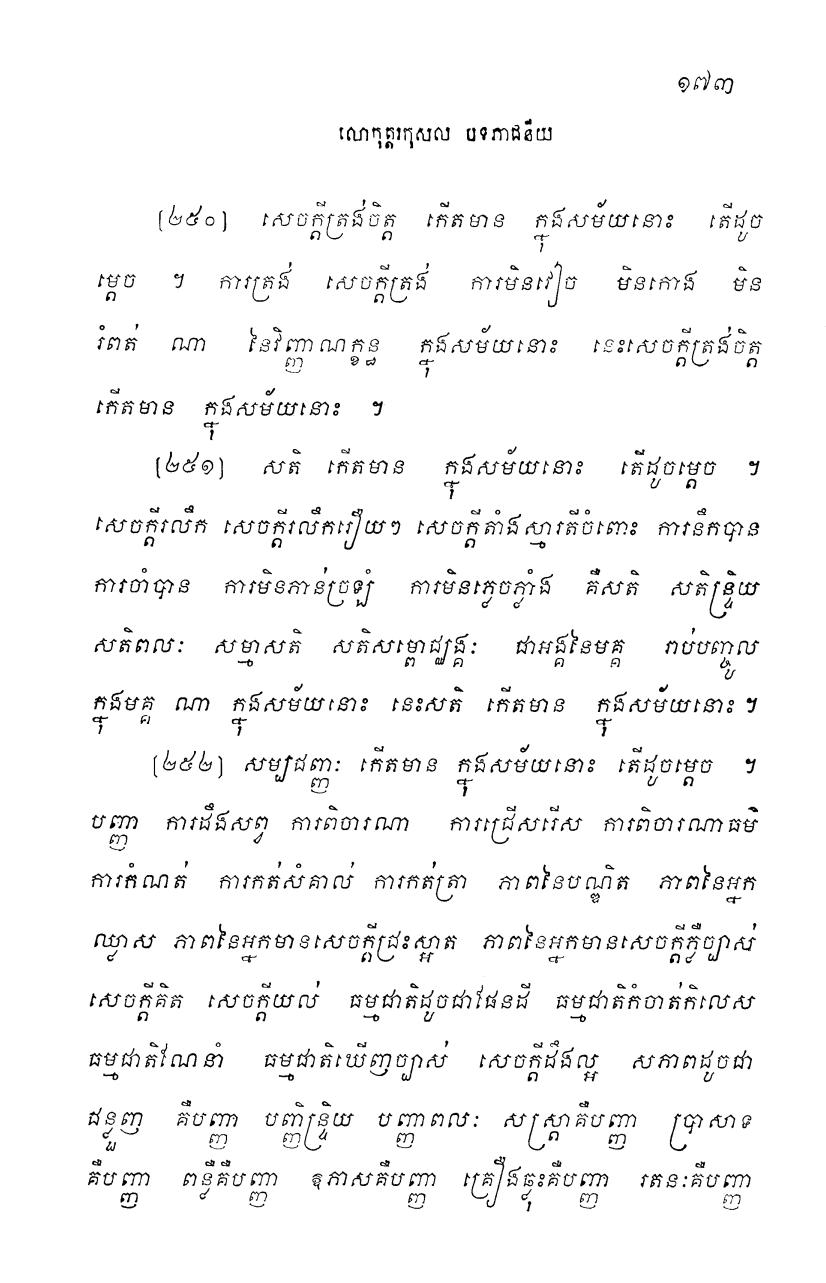 ១៧៣
លោកុត្តរកុសល បទភាជនីយ
(២៥០) សេចក្តីត្រង់ចិត្ត កើតមាន ក្នុងសម័យនោះ តើដូច
ម្តេច ។ ការត្រង់ សេចក្តីត្រង់ ការមិនវៀច មិនកោង មិន
រំពត់ ណា នៃវិញ្ញាណក្ខន្ធ ក្នុងសម័យនោះ នេះសេចក្តីត្រង់ចិត្ត
កើតមាន ក្នុងសម័យនោះ ។
(២៥១) សតិ កើតមាន ក្នុងសម័យនោះ តើដូចម្តេច ។
សេចក្តីរលឹក សេចក្តីរលឹករឿយៗ សេចក្តីតាំងស្មារតីចំពោះ ការនឹកបាន
ការចាំបាន ការមិនភាន់ច្រឡំ ការមិនភ្លេចភ្លាំង គឺសតិ សតិន្ទ្រិយ
សតិពលៈ សម្មាសតិ សតិសម្ពោជ្ឈង្គៈ ជាអង្គនៃមគ្គ រាប់បញ្ចូល
ក្នុងមគ្គ ណា ក្នុងសម័យនោះ នេះសតិ កើតមាន ក្នុងសម័យនោះ ។
(២៥២) សម្បជញ្ញៈ កើតមាន ក្នុងសម័យនោះ តើដូចម្តេច ។
បញ្ញា ការដឹងសព្វ ការពិចារណា ការជ្រើសរើស ការពិចារណាធម៌
ការកំណត់ ការកត់សំគាល់ ការកត់ត្រា ភាពនៃបណ្ឌិត ភាពនៃអ្នក
ឈ្លាស ភាពនៃអ្នកមានសេចក្តីជ្រះស្អាត ភាពនៃអ្នកមានសេចក្តីភ្លឺច្បាស់
សេចក្តីគិត សេចក្តីយល់ ធម្មជាតិដូចជាផែនដី ធម្មជាតិកំចាត់កិលេស
ធម្មជាតិណែនាំ ធម្មជាតិឃើញច្បាស់ សេចក្តីដឹងល្អ សភាពដូចជា
ជន្លួញ គឺបញ្ញា បញ្ញិន្ទ្រិយ បញ្ញាពលៈ សស្ត្រាគឺបញ្ញា ប្រាសាទ
គឺបញ្ញា ពន្លឺគឺបញ្ញា ឱភាសគឺបញ្ញា គ្រឿងឆ្លុះគឺបញ្ញា រតនៈគឺបញ្ញា